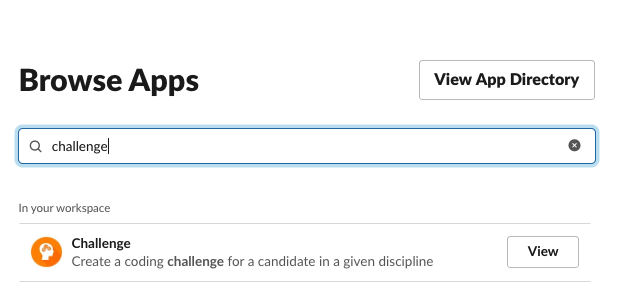 Browse Apps
View App Directory
challenge
In your workspace
Challenge
Create a coding challenge for a candidate in a given discipline
View